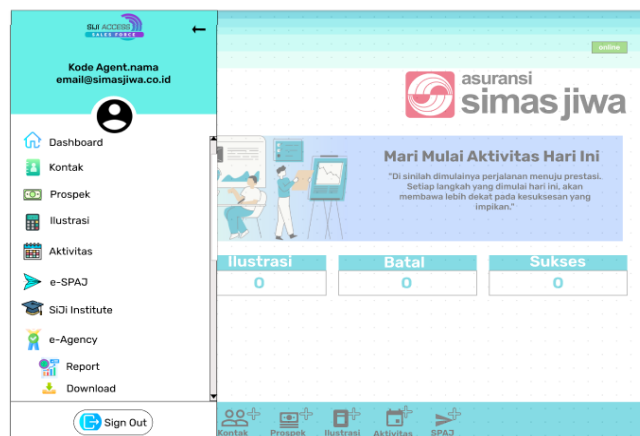 SIJI ACCESS
SALES FORCE
Kode Agent.nama
email@simasjiwa.co.id
Dashboard
Kontak
Prospek
Ilustrasi
Aktivitas
e-SPAJ
SiJi Institute
e-Agency
Report
Download
Sign Out
online
asuransi
simas jiwa
Mari Mulai Aktivitas Hari Ini
"Di sinilah dimulainya perjalanan menuju prestasi.
Setiap langkah yang dimulai hari ini, akan
membawa lebih dekat pada kesuksesan yang
impikan."
Ilustrasi
Batal
Sukses
0
0
0
Kontak
Prospek
Ilustrasi
Aktivitas
SPAJ